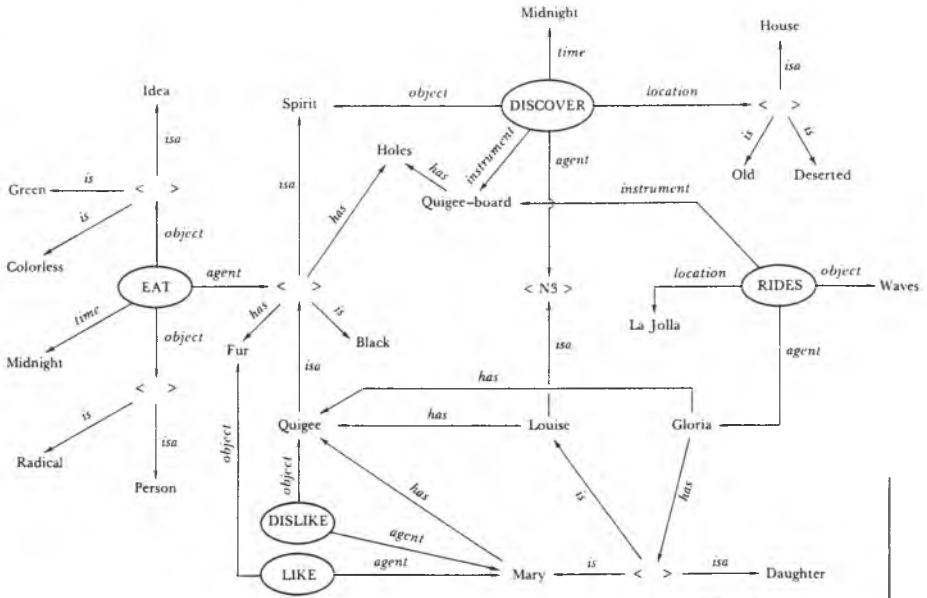 Midnight
House
time
isa
Idea
Spirit
object
DISCOVER
location
< >
isa
Holes
has
instrument
agent
is
is
Green
is
< >
isa
Old
Deserted
is
has
Quigee-board
instrument
Colorless
object
EAT
agent
< >
< N3 >
location
RIDES
object
Waves
time
has
is
La Jolla
Midnight
object
Fur
Black
isa
agent
< >
isa
has
is
Quigee
has
Louise
Gloria
Radical
isa
object
object
has
is
has
Person
DISLIKE
agent
LIKE
agent
Mary
is
< >
isa
Daughter